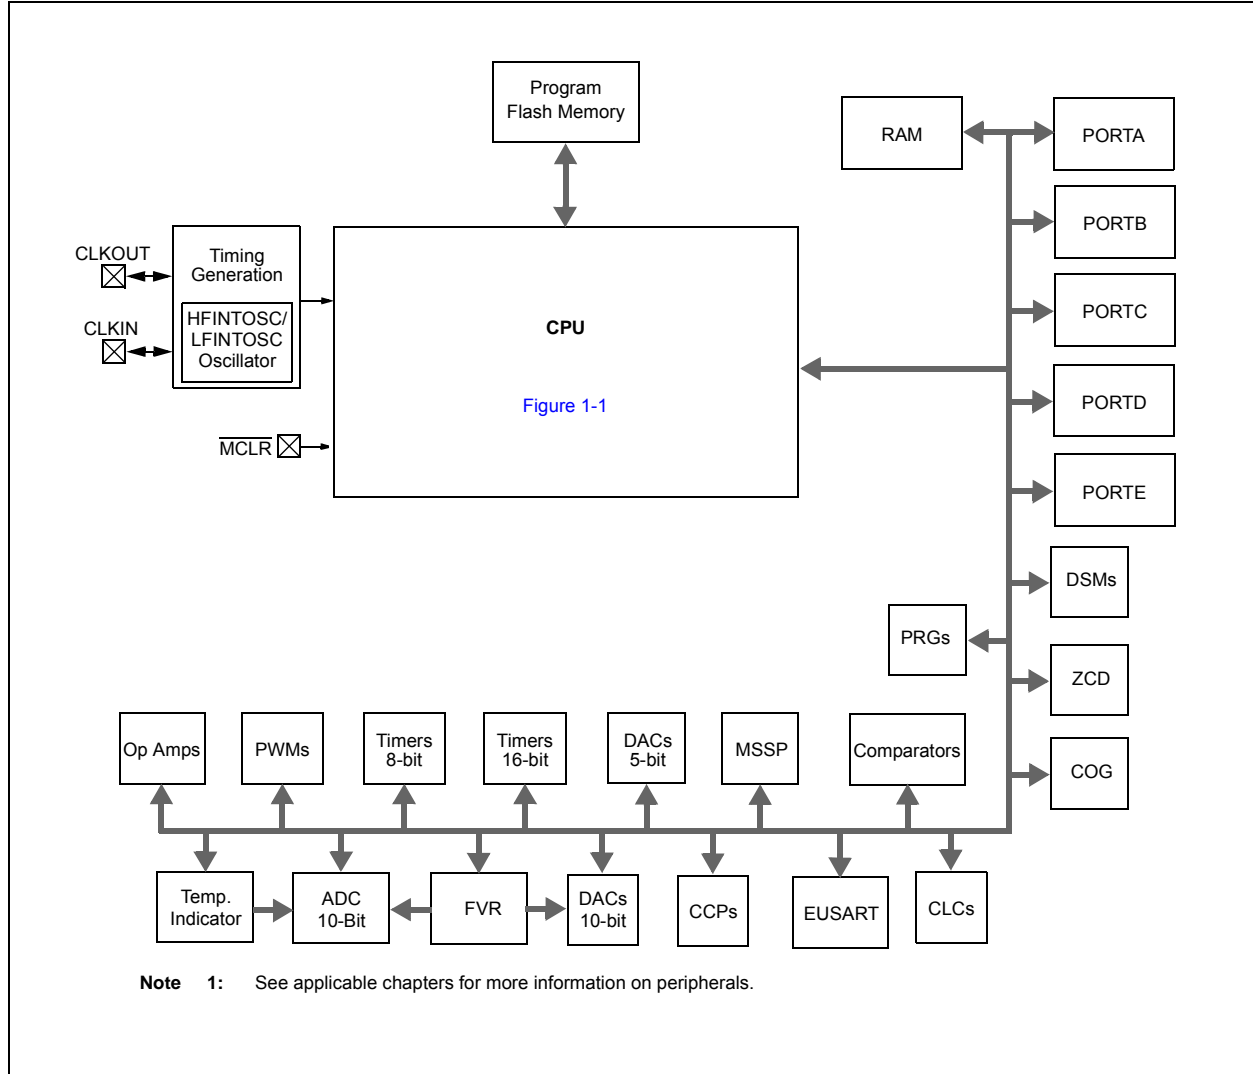 Program
Flash Memory
RAM
PORTA
PORTB
CLKOUT
Timing
Generation
PORTC
HFINTOSC/
LFINTOSC
Oscillator
CLKIN
CPU
Figure 1-1
PORTD
MCLR
PORTE
DSMs
PRGs
ZCD
Op Amps
PWMs
Timers
8-bit
Timers
16-bit
DACs
5-bit
MSSP
Comparators
COG
Temp.
Indicator
ADC
10-Bit
FVR
DACs
10-bit
CCPs
EUSART
CLCs
Note 1: See applicable chapters for more information on peripherals.